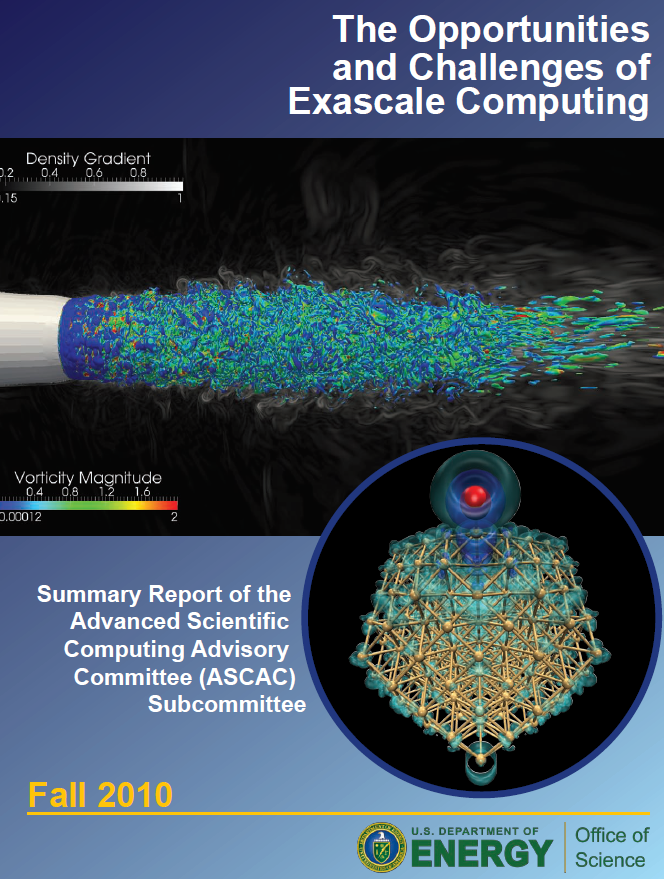 The Opportunities
and Challenges of
Exascale Computing
Density Gradient
0.2 0.4 0.6 0.8
.15 1
Vorticity Magnitude
0.4 0.8 1.2 1.6
0.00012 2
Summary Report of the
Advanced Scientific
Computing Advisory
Committee (ASCAC)
Subcommittee
Fall 2010
U.S. DEPARTMENT OF
ENERGY
Office of
Science